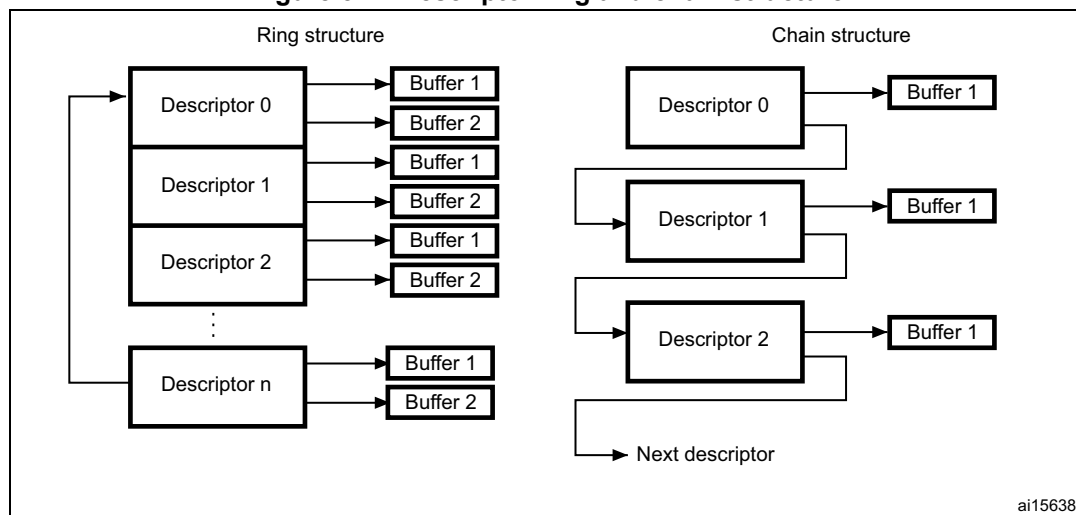 Ring structure
Chain structure
Descriptor 0
Buffer 1
Buffer 2
Descriptor 1
Buffer 1
Buffer 2
Descriptor 2
Buffer 1
Buffer 2
Descriptor n
Buffer 1
Buffer 2
Descriptor 0
Buffer 1
Descriptor 1
Buffer 1
Descriptor 2
Buffer 1
Next descriptor
ai15638